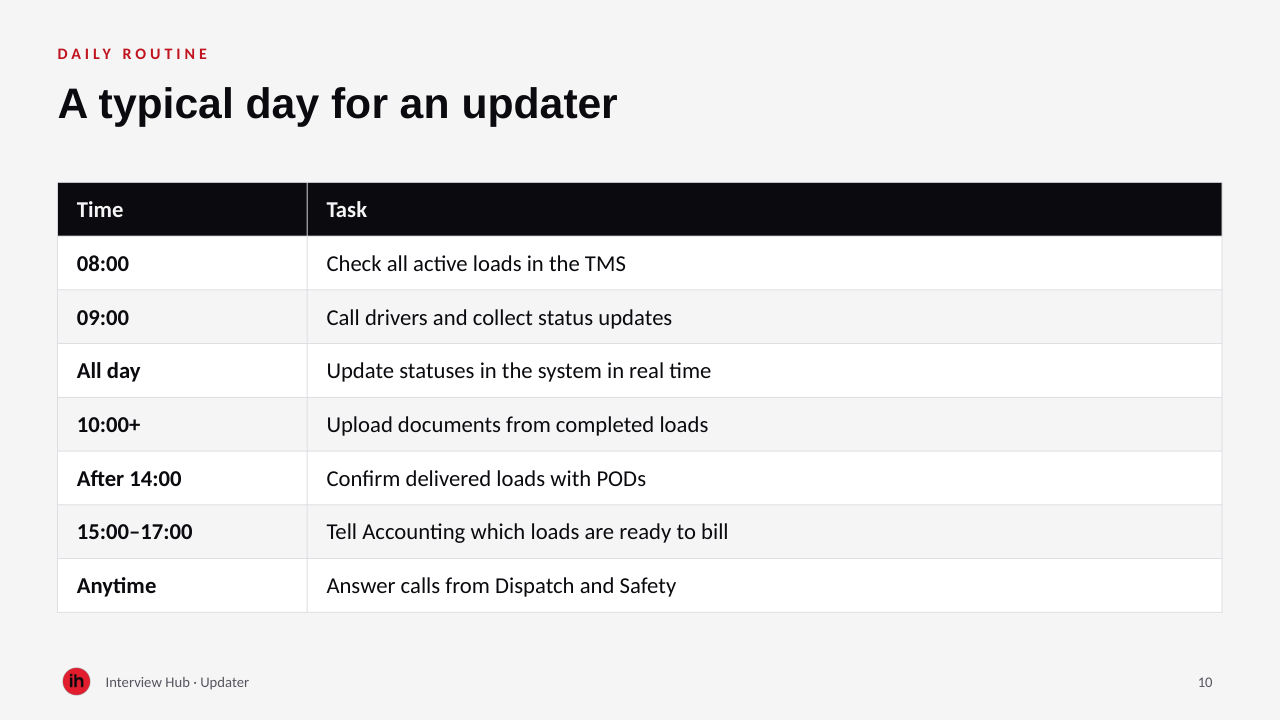 DAILY ROUTINE
A typical day for an updater
Time Task
08:00 Check all active loads in the TMS
09:00 Call drivers and collect status updates
All day Update statuses in the system in real time
10:00+ Upload documents from completed loads
After 14:00 Confirm delivered loads with PODs
15:00–17:00 Tell Accounting which loads are ready to bill
Anytime Answer calls from Dispatch and Safety
ih Interview Hub · Updater 10